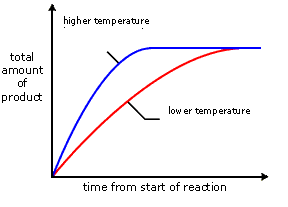 higher temperature
total
amount
of
product
lower temperature
time from start of reaction